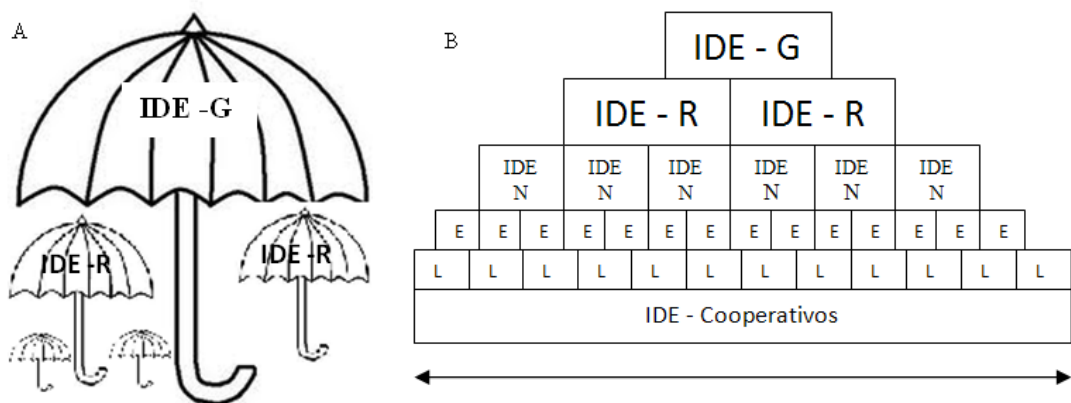 A
IDE -G
IDE -R
IDE -R
B
IDE - G
IDE - R IDE - R
IDE N IDE N IDE N IDE N IDE N IDE N
E E E E E E E E E E E E E E
L L L L L L L L L L L L
IDE - Cooperativos